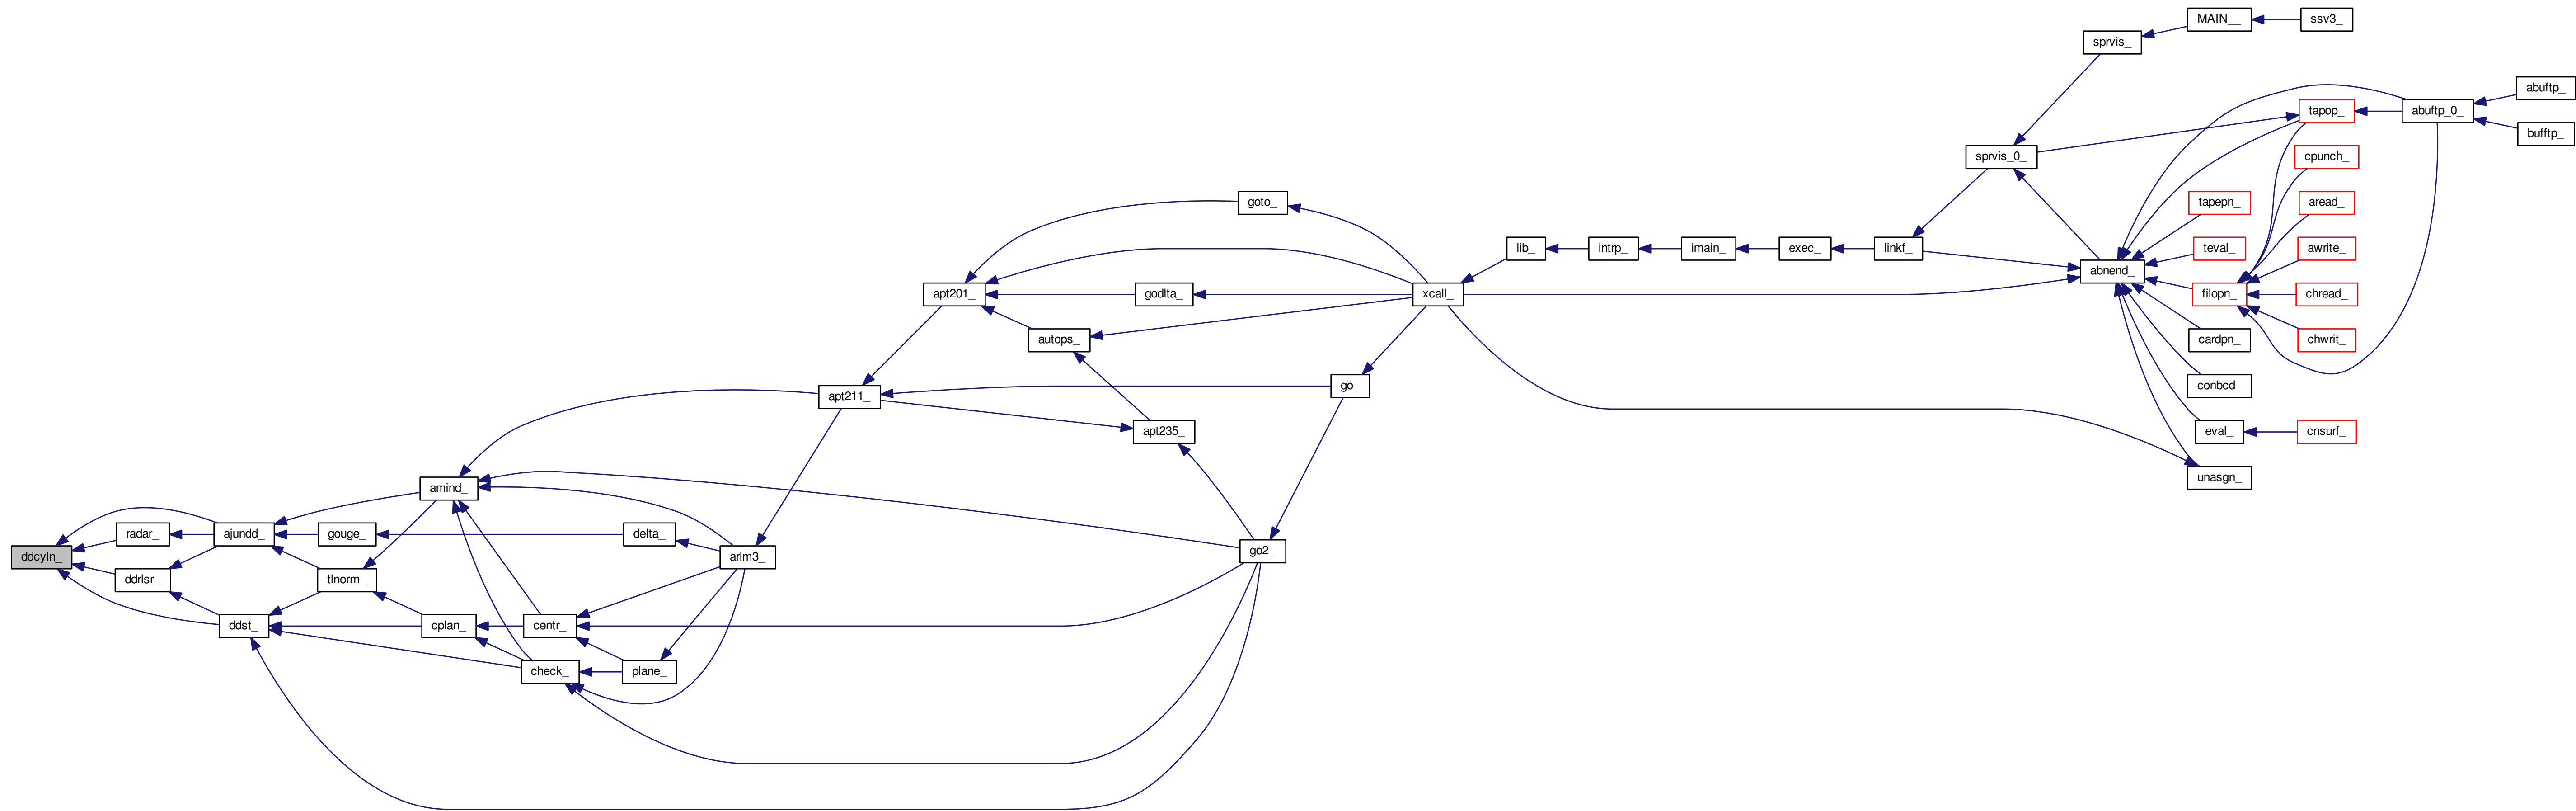 MAIN__
ssv3_
sprvis_
abuftp_
tapop_
abuftp_0_
bufftp_
sprvis_0_
cpunch_
goto_
tapepn_
aread_
lib_
intrp_
imain_
exec_
linkf_
teval_
awrite_
abnend_
apt201_
godlta_
xcall_
filopn_
chread_
autops_
cardpn_
chwrit_
apt211_
go_
conbcd_
apt235_
eval_
cnsurf_
unasgn_
amind_
radar_
ajundd_
gouge_
delta_
ddcyln_
arlm3_
go2_
ddrlsr_
tlnorm_
ddst_
cplan_
centr_
check_
plane_